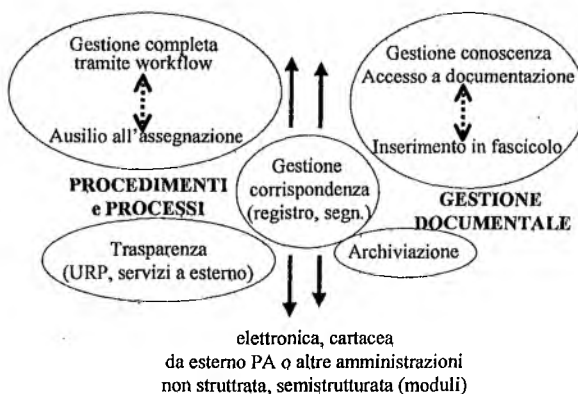 Gestione completa
tramite workflow
Ausilio all'assegnazione
Gestione conoscenza
Accesso a documentazione
Inserimento in fascicolo
Gestione
corrispondenza
(registro, segn.)
PROCEDIMENTI
e PROCESSI
GESTIONE
DOCUMENTALE
Trasparenza
(URP, servizi a esterno)
Archiviazione
elettronica, cartacea
da esterno PA o altre amministrazioni
non struttrata, semistrutturata (moduli)